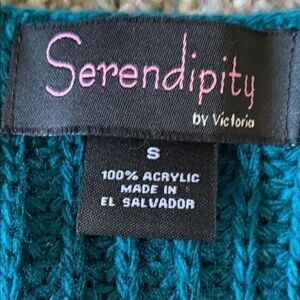 Serendipity
by Victoria
S
100% ACRYLIC
MADE IN
EL SALVADOR